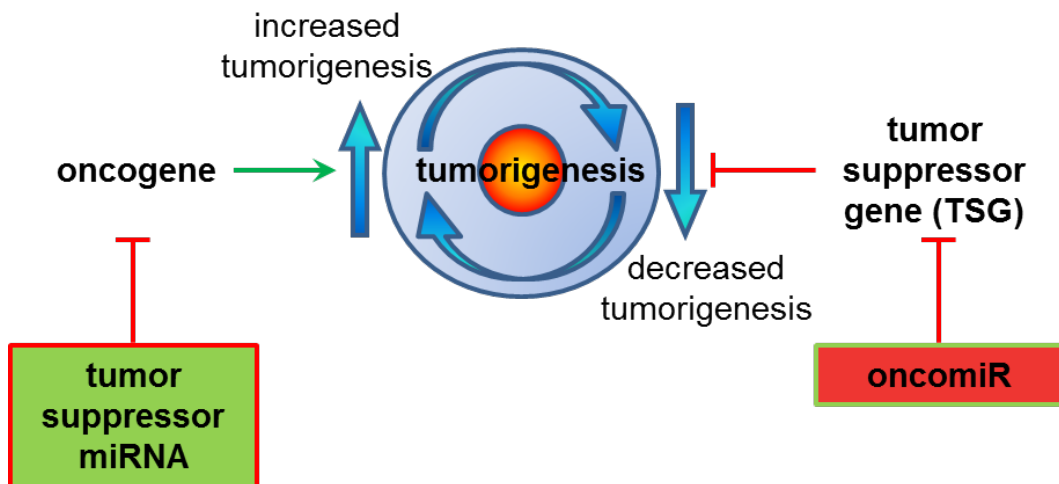 increased
tumorigenesis
oncogene
tumorigenesis
tumor
suppressor
gene (TSG)
decreased
tumorigenesis
tumor
suppressor
miRNA
oncomiR